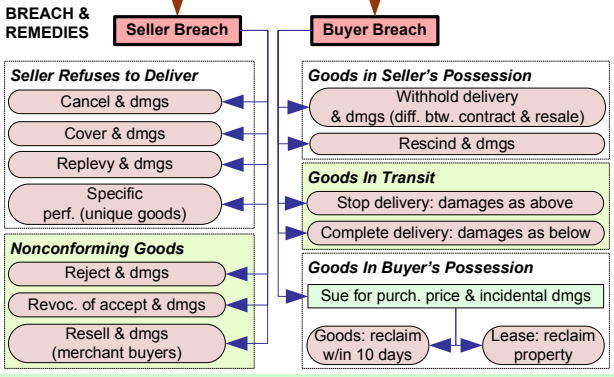 BREACH &
REMEDIES
Seller Breach
Buyer Breach
Seller Refuses to Deliver
Cancel & dmgs
Cover & dmgs
Replevy & dmgs
Specific
perf. (unique goods)
Nonconforming Goods
Reject & dmgs
Revoc. of accept & dmgs
Resell & dmgs
(merchant buyers)
Goods in Seller's Possession
Withhold delivery
& dmgs (diff. btw. contract & resale)
Rescind & dmgs
Goods In Transit
Stop delivery: damages as above
Complete delivery: damages as below
Goods In Buyer's Possession
Sue for purch. price & incidental dmgs
Goods: reclaim
w/in 10 days
Lease: reclaim
property